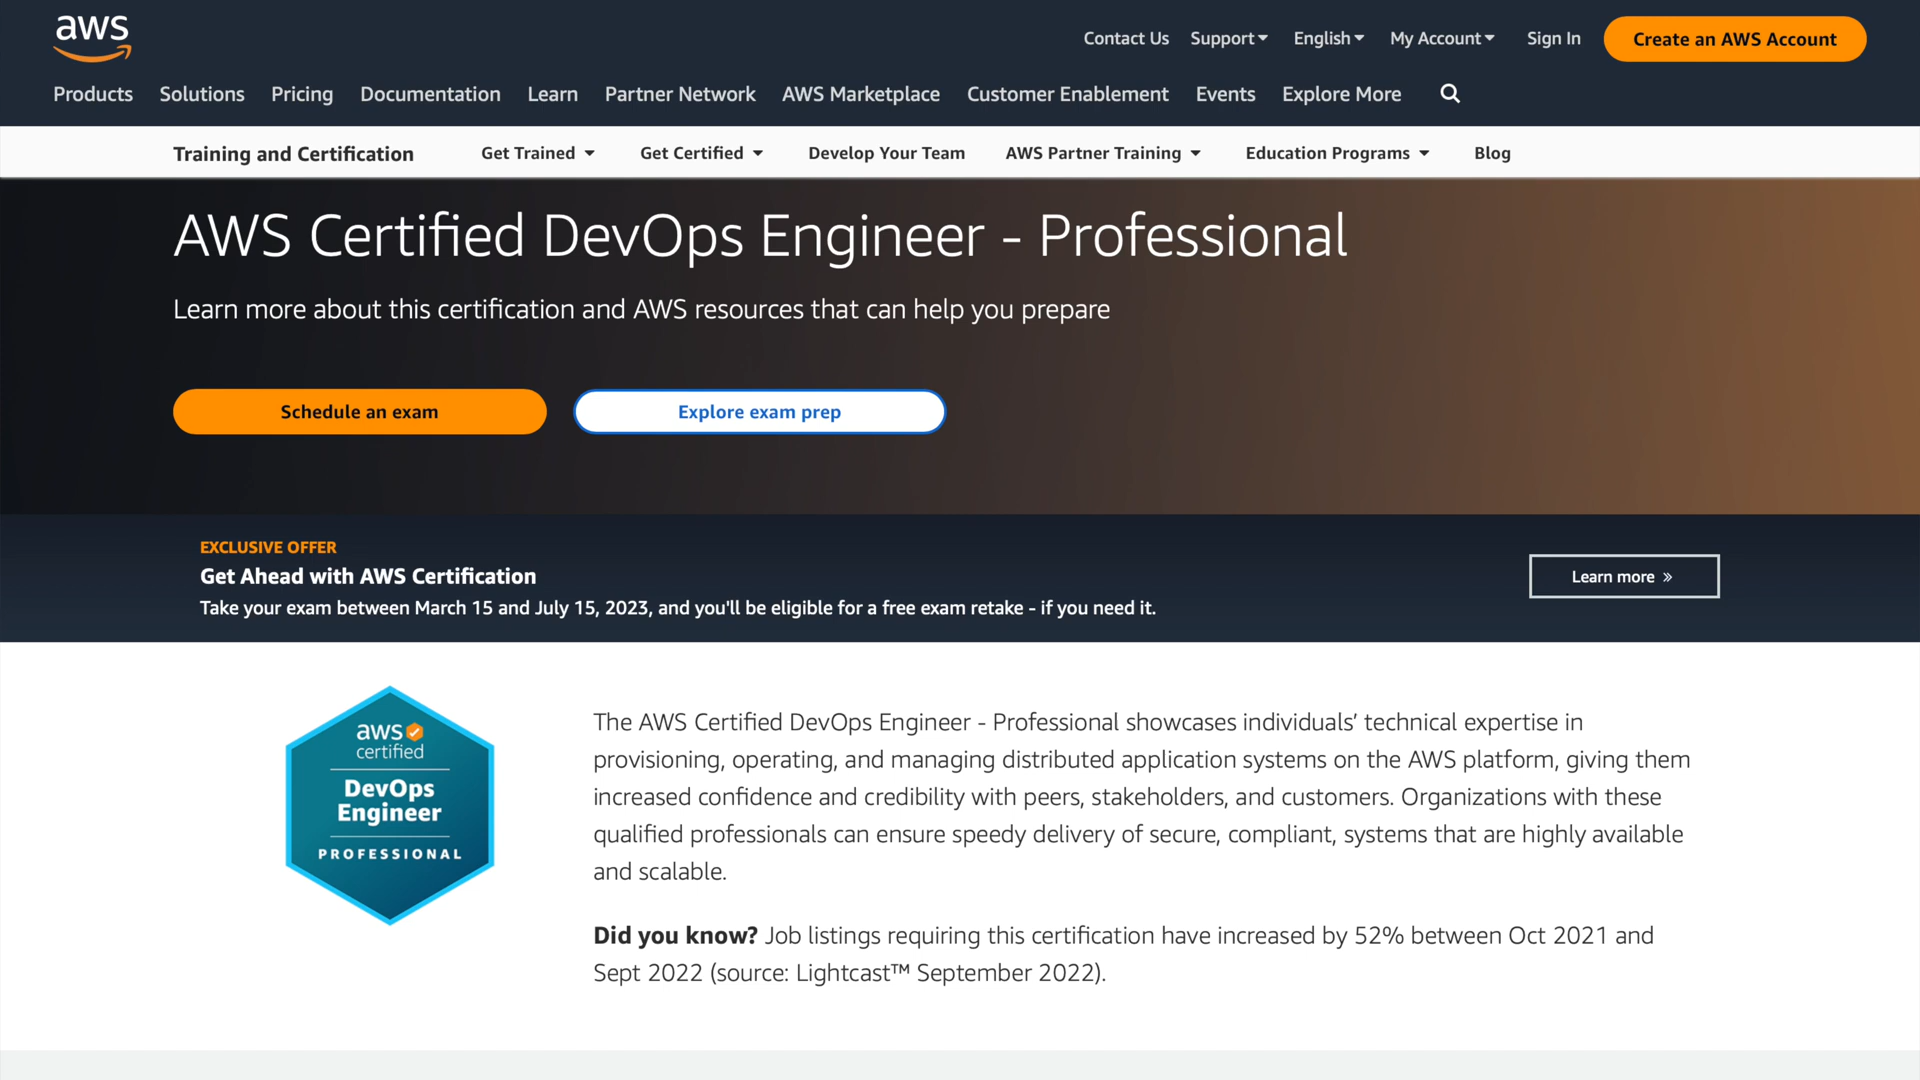 aws
Contact Us Support English My Account Sign In Create an AWS Account
Products Solutions Pricing Documentation Learn Partner Network AWS Marketplace Customer Enablement Events Explore More
Training and Certification Get Trained Get Certified Develop Your Team AWS Partner Training Education Programs Blog
AWS Certified DevOps Engineer - Professional
Learn more about this certification and AWS resources that can help you prepare
Schedule an exam Explore exam prep
EXCLUSIVE OFFER
Get Ahead with AWS Certification
Take your exam between March 15 and July 15, 2023, and you'll be eligible for a free exam retake - if you need it.
Learn more »
aws
certified
DevOps
Engineer
PROFESSIONAL
The AWS Certified DevOps Engineer - Professional showcases individuals’ technical expertise in
provisioning, operating, and managing distributed application systems on the AWS platform, giving them
increased confidence and credibility with peers, stakeholders, and customers. Organizations with these
qualified professionals can ensure speedy delivery of secure, compliant, systems that are highly available
and scalable.
Did you know? Job listings requiring this certification have increased by 52% between Oct 2021 and
Sept 2022 (source: Lightcast™ September 2022).